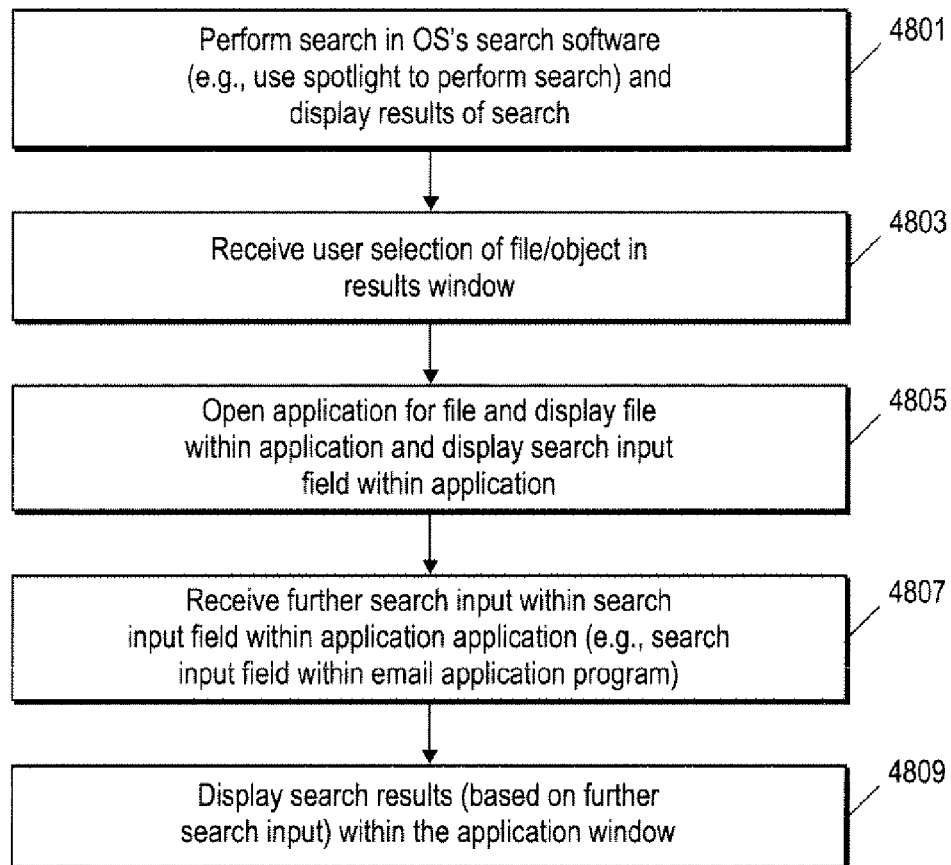 Perform search in OS's search software
(e.g., use spotlight to perform search) and
display results of search
4801
Receive user selection of file/object in
results window
4803
Open application for file and display file
within application and display search input
field within application
4805
Receive further search input within search
input field within application application (e.g., search
input field within email application program)
4807
Display search results (based on further
search input) within the application window
4809